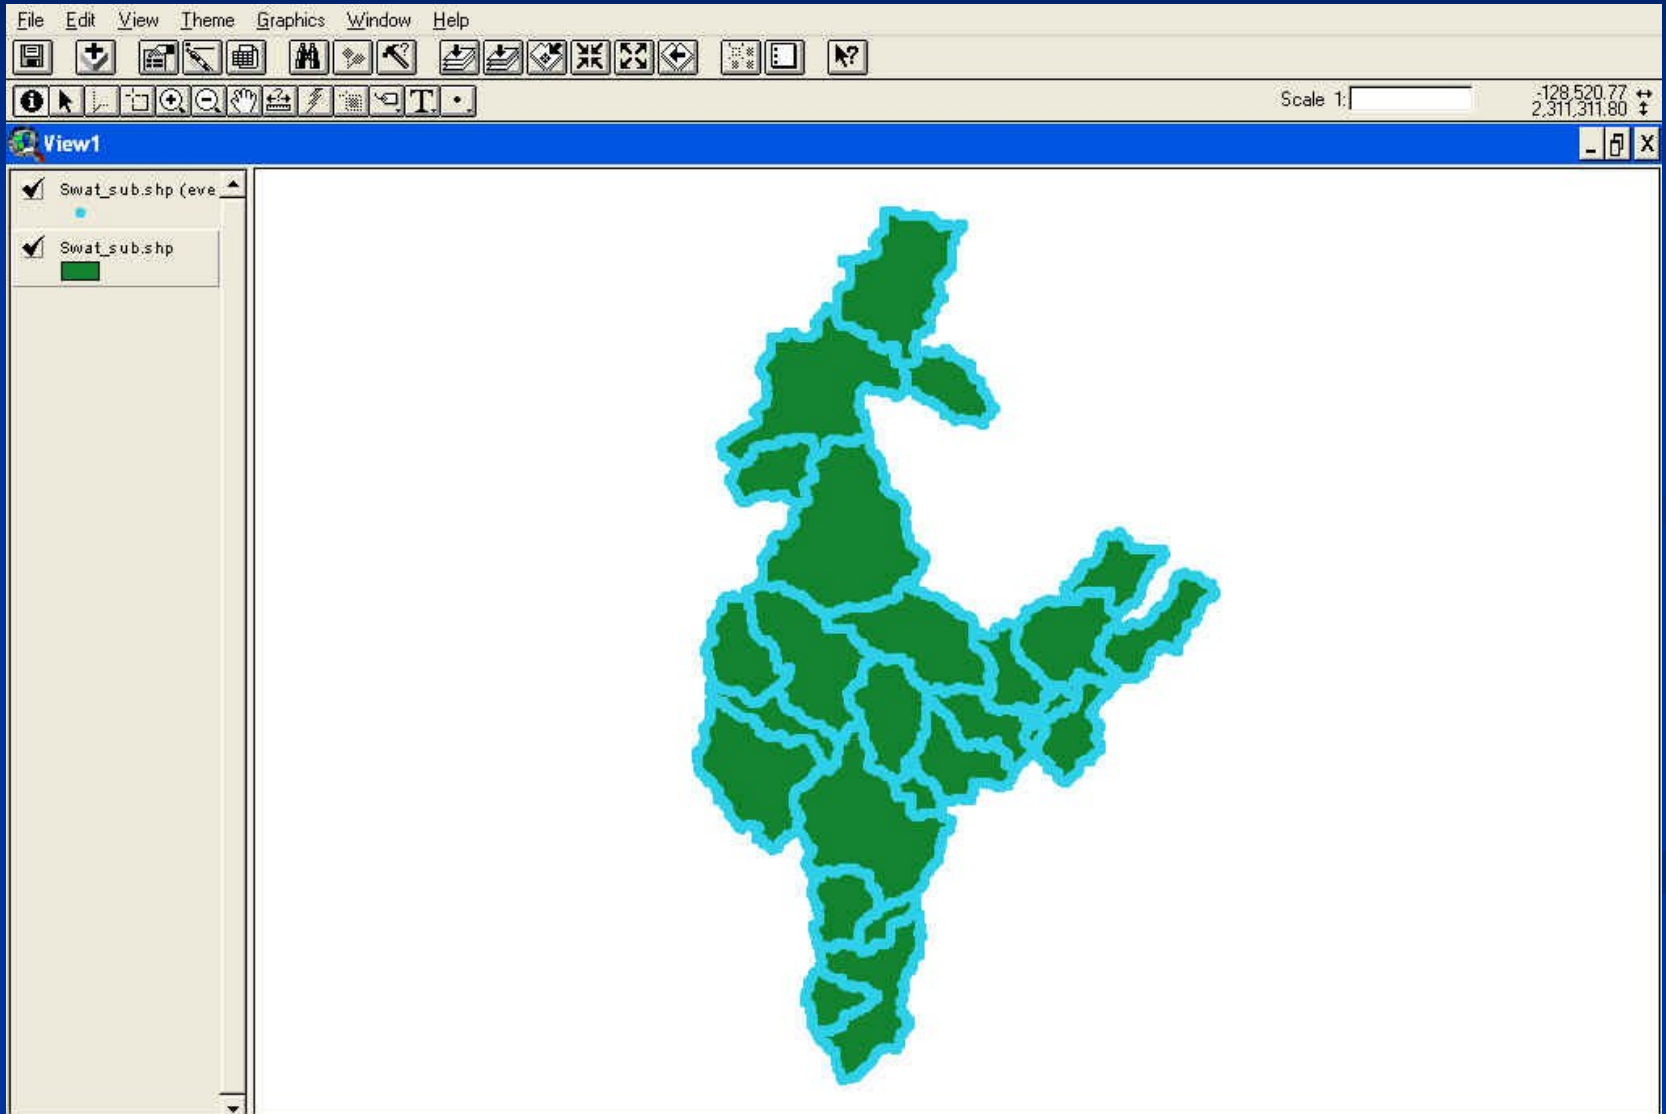 File Edit View Theme Graphics Window Help
Scale 1:
-128,520.77
2,311,311.80
View1
Swat_sub.shp (eve
Swat_sub.shp